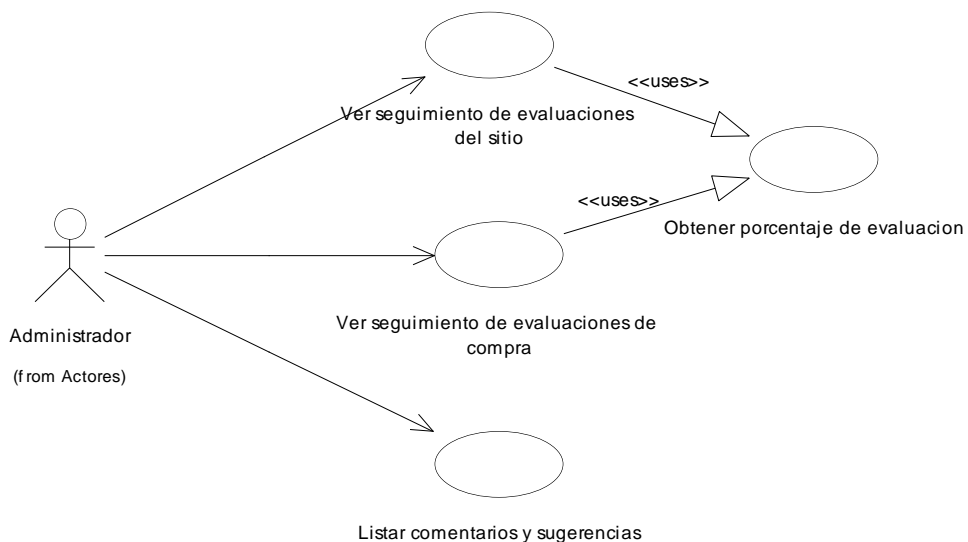 <<uses>>
Ver seguimiento de evaluaciones
del sitio
<<uses>>
Obtener porcentaje de evaluacion
Administrador
(from Actores)
Ver seguimiento de evaluaciones de
compra
Listar comentarios y sugerencias